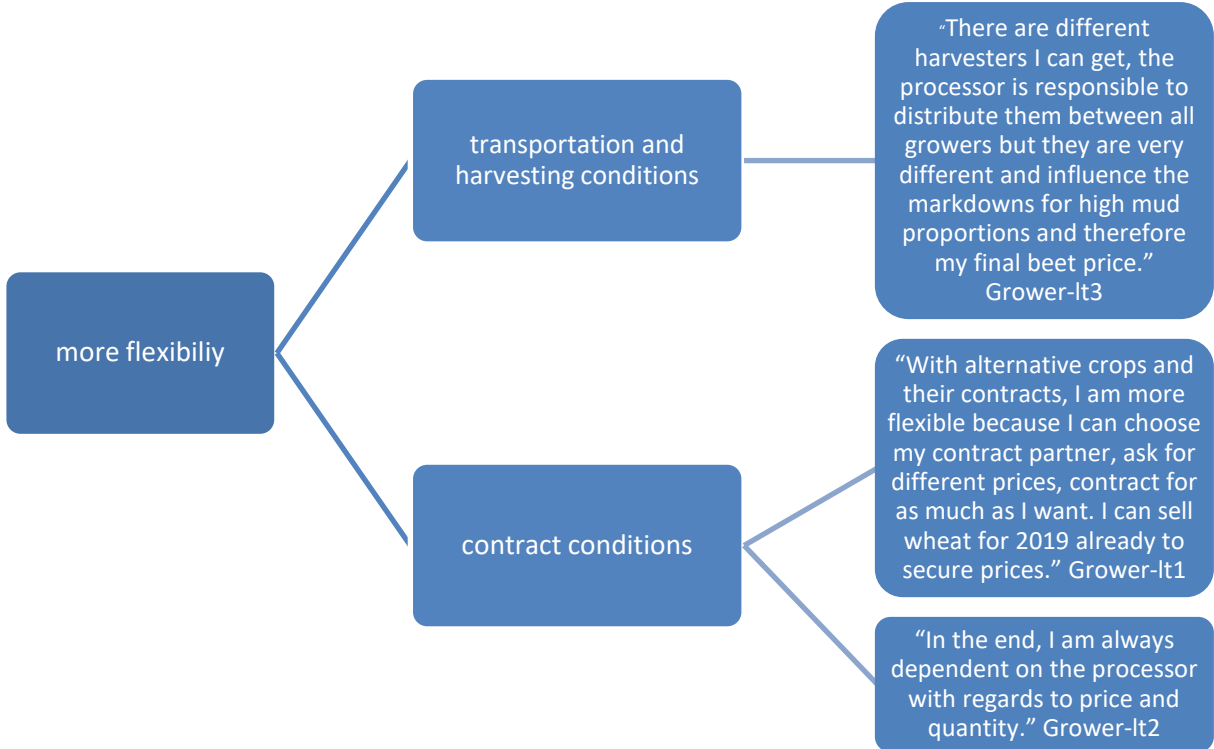 more flexibiliy
transportation and
harvesting conditions
“There are different
harvesters I can get, the
processor is responsible to
distribute them between all
growers but they are very
different and influence the
markdowns for high mud
proportions and therefore
my final beet price.”
Grower-lt3
contract conditions
“With alternative crops and
their contracts, I am more
flexible because I can choose
my contract partner, ask for
different prices, contract for
as much as I want. I can sell
wheat for 2019 already to
secure prices.” Grower-lt1
“In the end, I am always
dependent on the processor
with regards to price and
quantity.” Grower-lt2